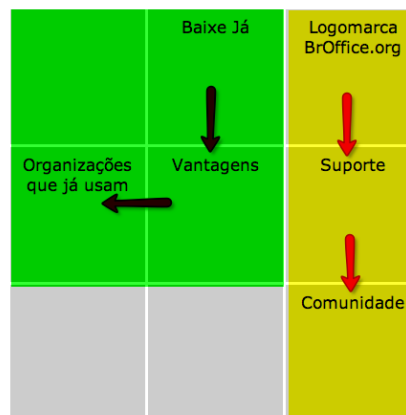 Baixe Já
Logomarca
BrOffice.org
Organizações
que já usam
Vantagens
Suporte
Comunidade